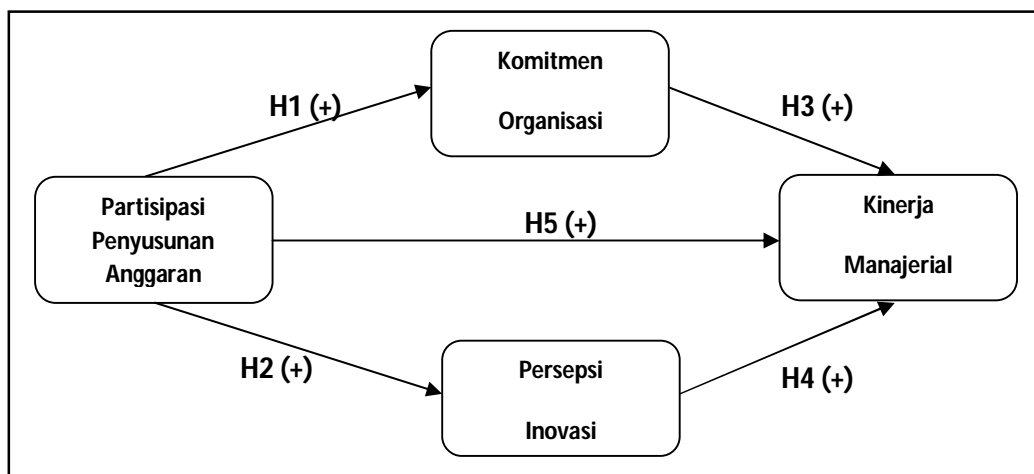 Komitmen
Organisasi
H1 (+)
H3 (+)
Partisipasi
Penyusunan
Anggaran
H5 (+)
Kinerja
Manajerial
H2 (+)
Persepsi
Inovasi
H4 (+)